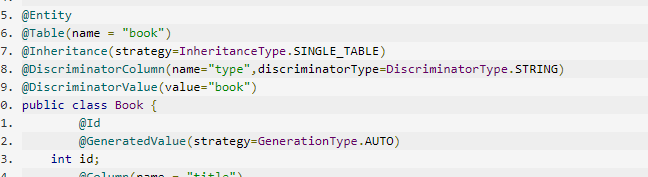 5. @Entity
6. @Table(name = "book")
7. @Inheritance(strategy=InheritanceType.SINGLE_TABLE)
8. @DiscriminatorColumn(name="type",discriminatorType=DiscriminatorType.STRING)
9. @DiscriminatorValue(value="book")
0. public class Book {
1. @Id
2. @GeneratedValue(strategy=GenerationType.AUTO)
3. int id;
4. @Column(name = "title")